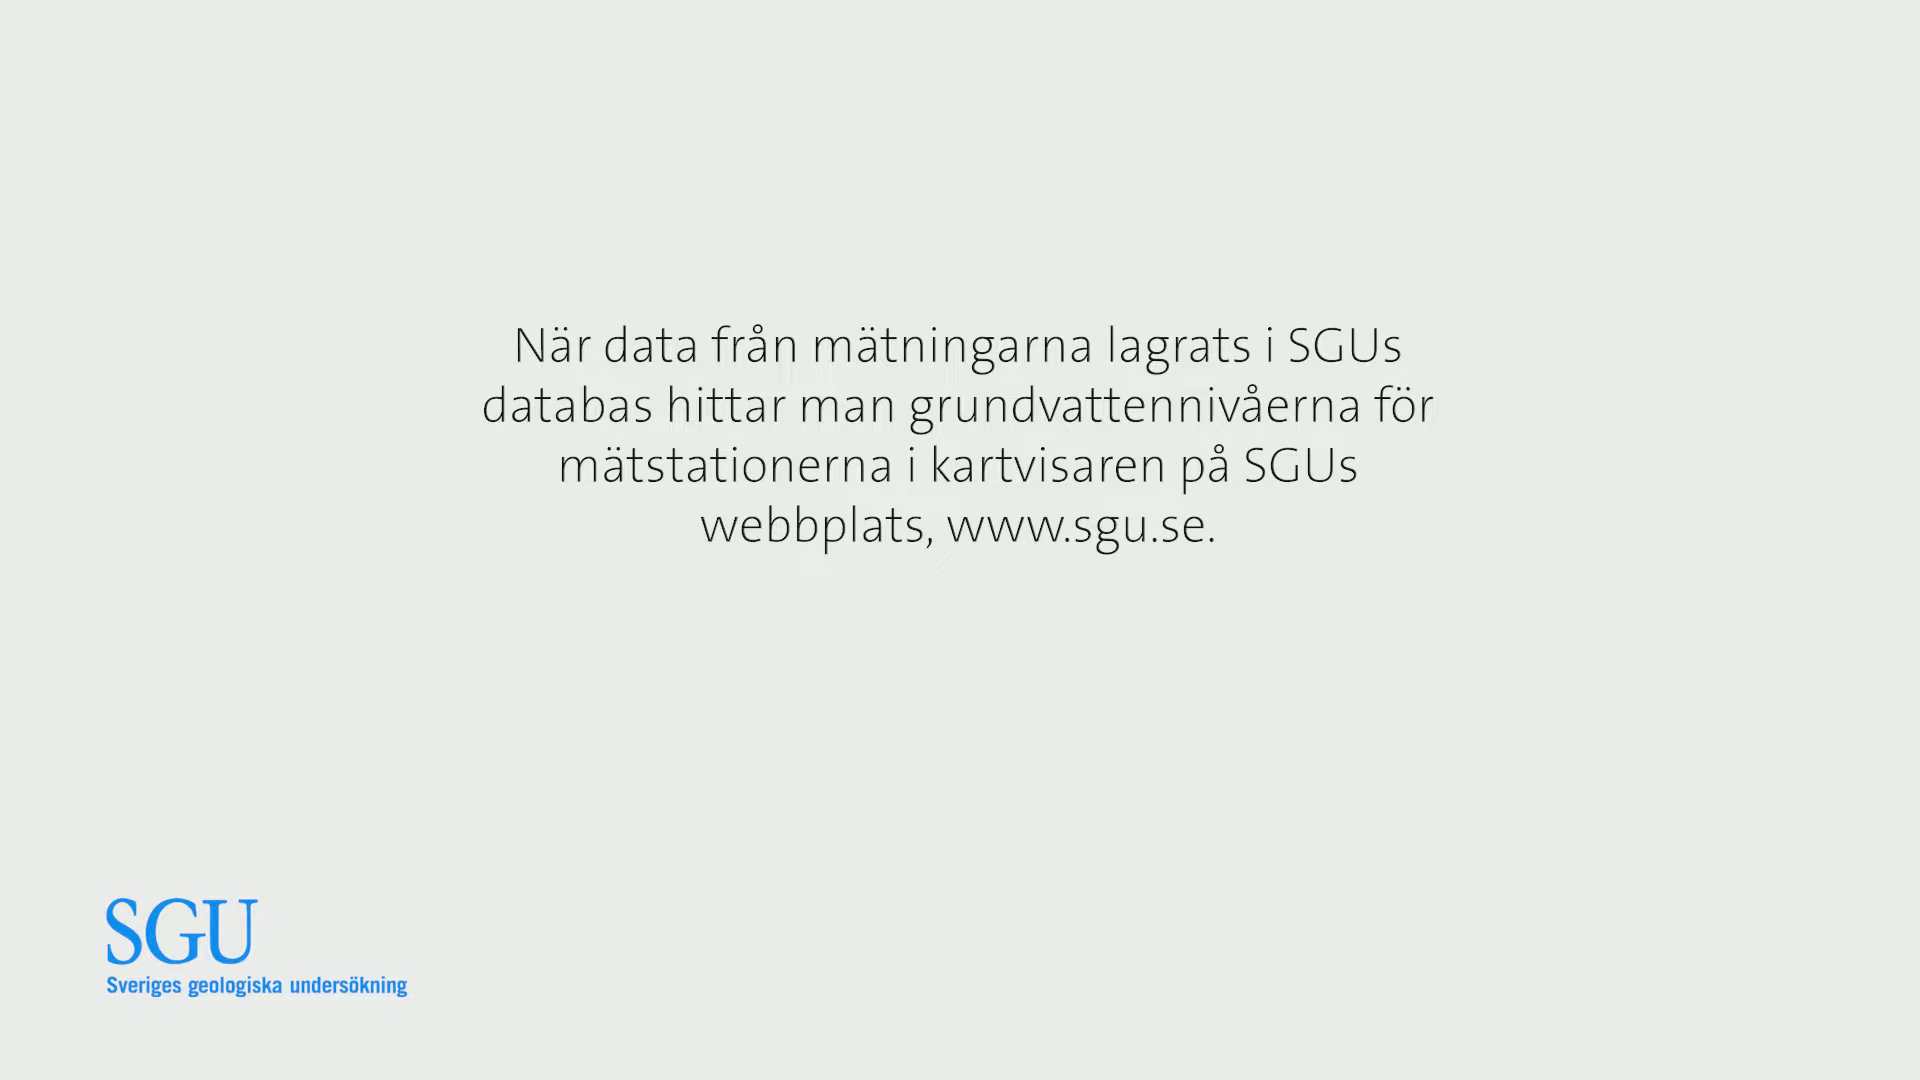 När data från mätningarna lagrats i SGUs
databas hittar man grundvattennivåerna för
mätstationerna i kartvisaren på SGUs
webbplats, www.sgu.se.
SGU
Sveriges geologiska undersökning